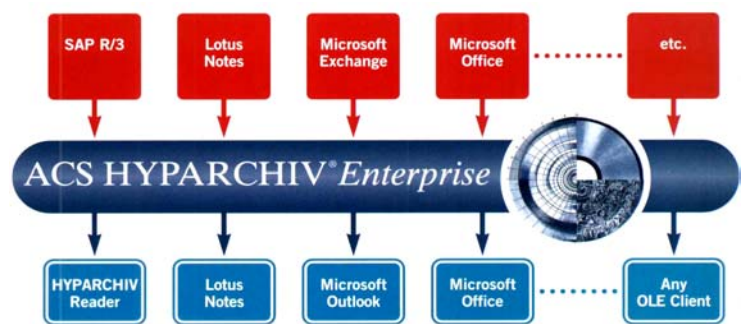 SAP R/3
Lotus
Notes
Microsoft
Exchange
Microsoft
Office
etc.
ACS HYPARCHIV® Enterprise
HYPARCHIV
Reader
Lotus
Notes
Microsoft
Outlook
Microsoft
Office
Any
OLE Client